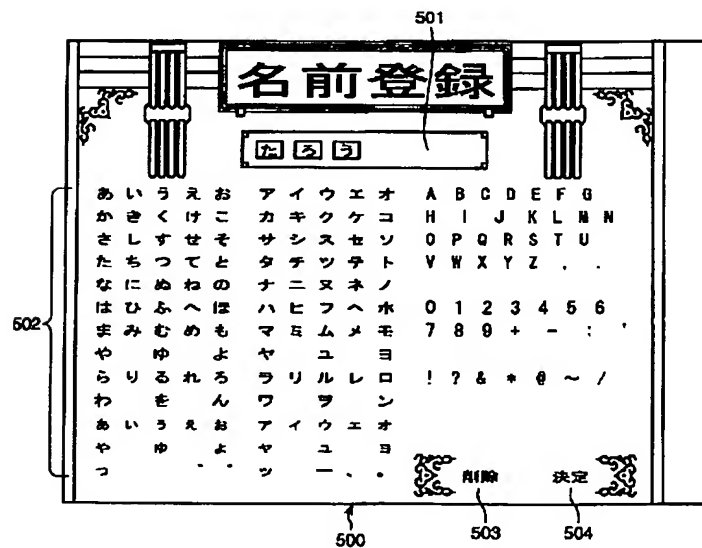 501
名前登録
たろう
あいうえお アイウエオ A B C D E F G
かきくけこ カキクケコ H I J K L M N
さしすせそ サシスセソ O P Q R S T U
たちつてと タチツテト V W X Y Z , .
なにぬねの ナニヌネノ
はひふへほ ハヒフヘホ 0 1 2 3 4 5 6
502
まみむめも マミムメモ 7 8 9 + - : '
やゆよ ヤユヨ
らりるれろ ラリルレロ ! ? & * @ ~ /
わをん ワヲン
ぁぃぅぇぉ ァィゥェォ
ゃゅょ ャュョ
っ ゛ ゜ ッ ー 、 。
削除 決定
500 503 504